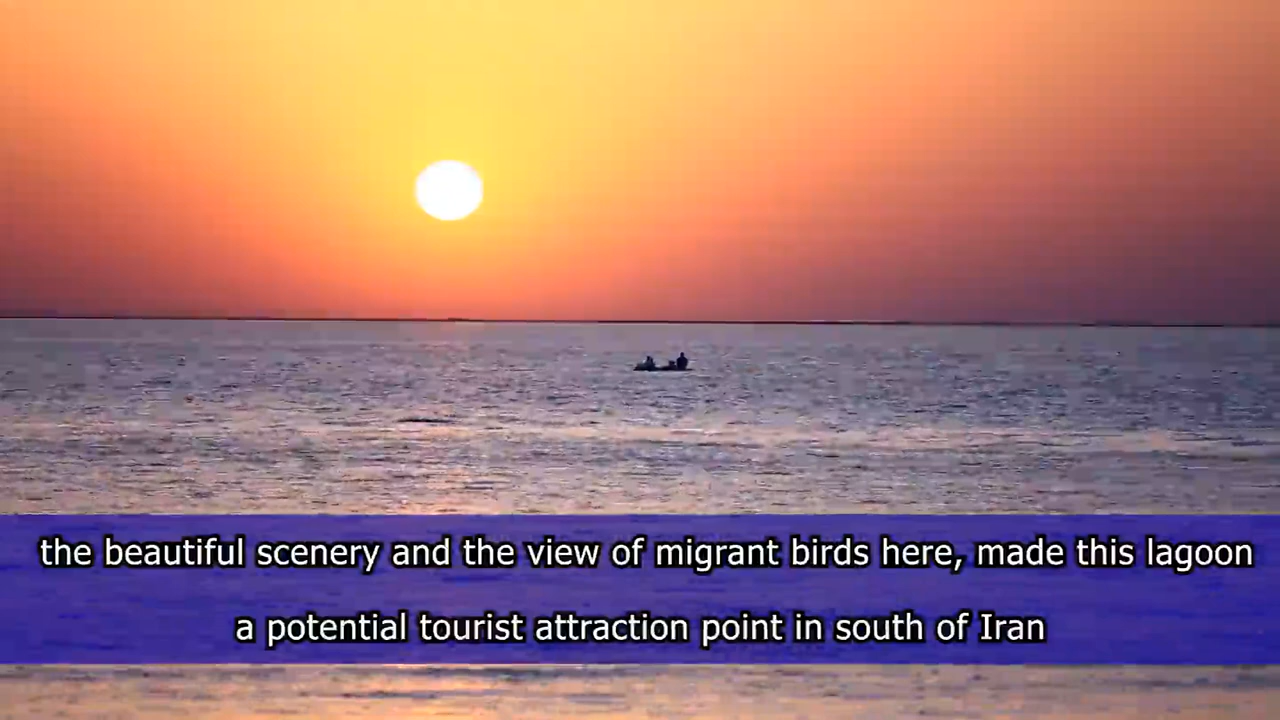 the beautiful scenery and the view of migrant birds here, made this lagoon
a potential tourist attraction point in south of Iran